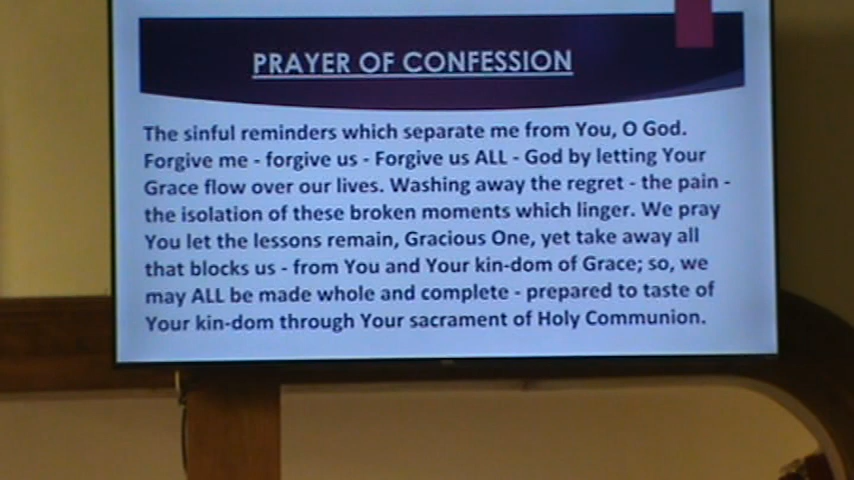 PRAYER OF CONFESSION
The sinful reminders which separate me from You, O God.
Forgive me - forgive us - Forgive us ALL - God by letting Your
Grace flow over our lives. Washing away the regret - the pain -
the isolation of these broken moments which linger. We pray
You let the lessons remain, Gracious One, yet take away all
that blocks us - from You and Your kin-dom of Grace; so, we
may ALL be made whole and complete - prepared to taste of
Your kin-dom through Your sacrament of Holy Communion.